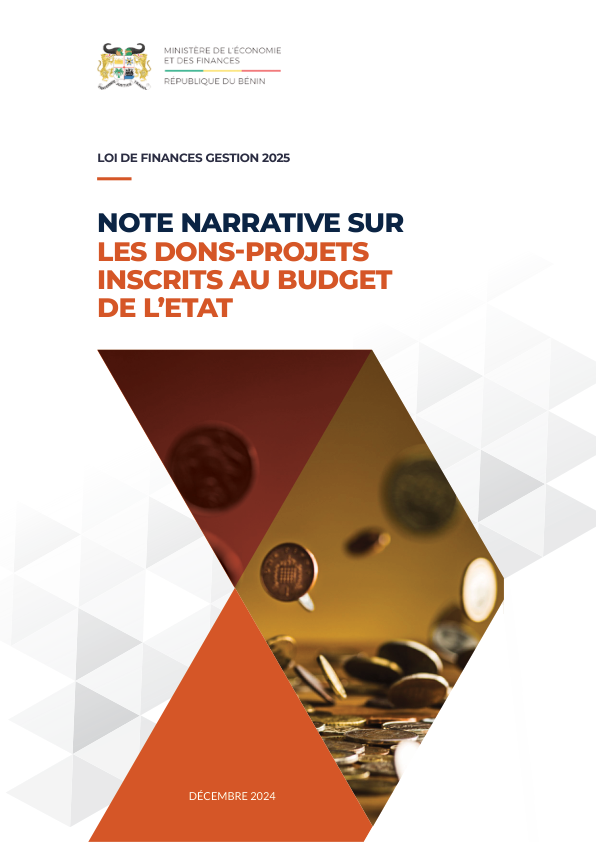 MINISTÈRE DE L'ÉCONOMIE
ET DES FINANCES
RÉPUBLIQUE DU BÉNIN
LOI DE FINANCES GESTION 2025
NOTE NARRATIVE SUR
LES DONS-PROJETS
INSCRITS AU BUDGET
DE L'ETAT
DÉCEMBRE 2024